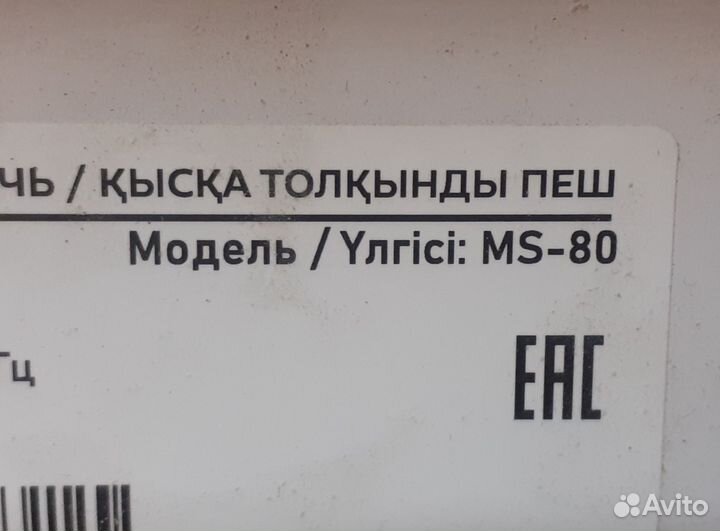 ЧЬ / ҚЫСҚА ТОЛҚЫНДЫ ПЕШ
Модель / Үлгісі: MS-80
Гц
EAC
Avito